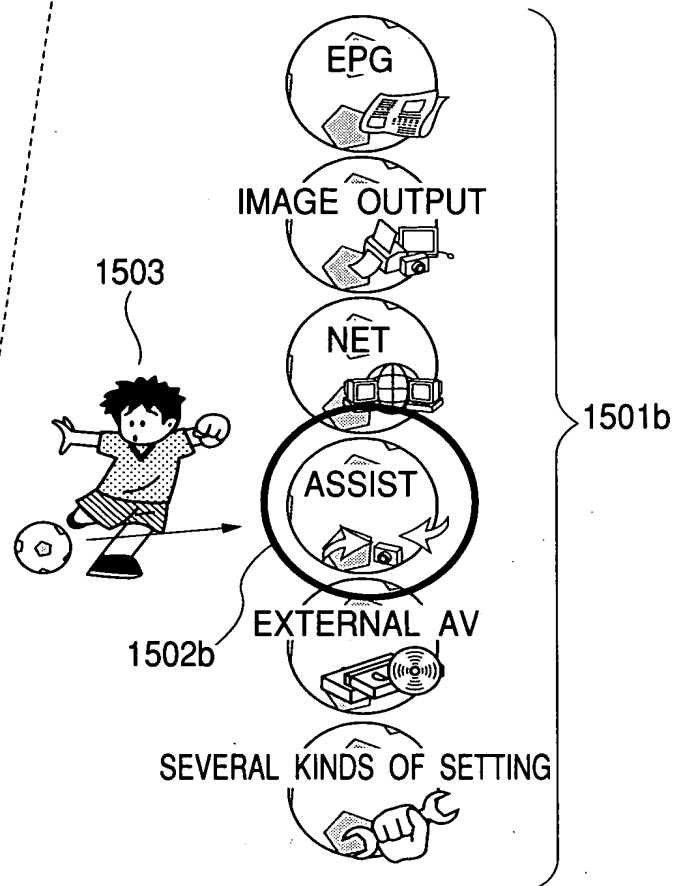 EPG
IMAGE OUTPUT
1503
NET
1501b
ASSIST
EXTERNAL AV
1502b
SEVERAL KINDS OF SETTING